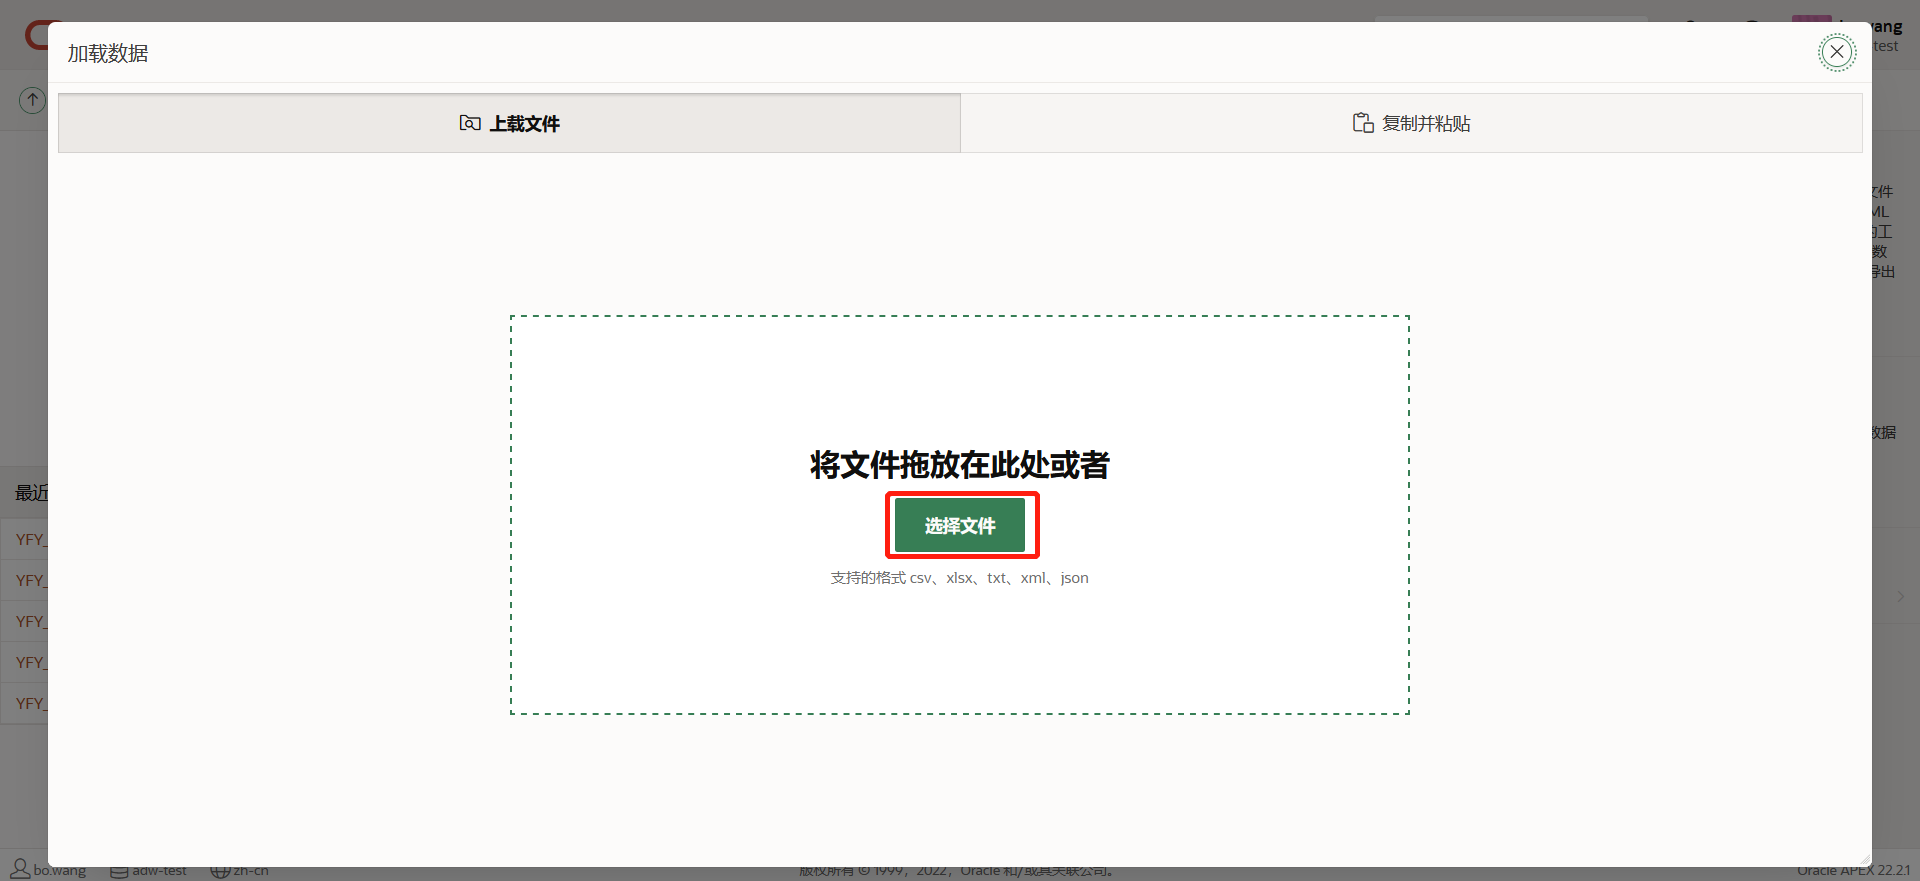 加载数据
上载文件
复制并粘贴
将文件拖放在此处或者
选择文件
支持的格式 csv、xlsx、txt、xml、json
test
文件
ML
数
导出
数据
最近
YFY_
YFY_
YFY_
YFY_
YFY_
bo.wang
adw-test
zh-cn
版权所有 © 1999，2022，Oracle 和/或其关联公司。
Oracle APEX 22.2.1